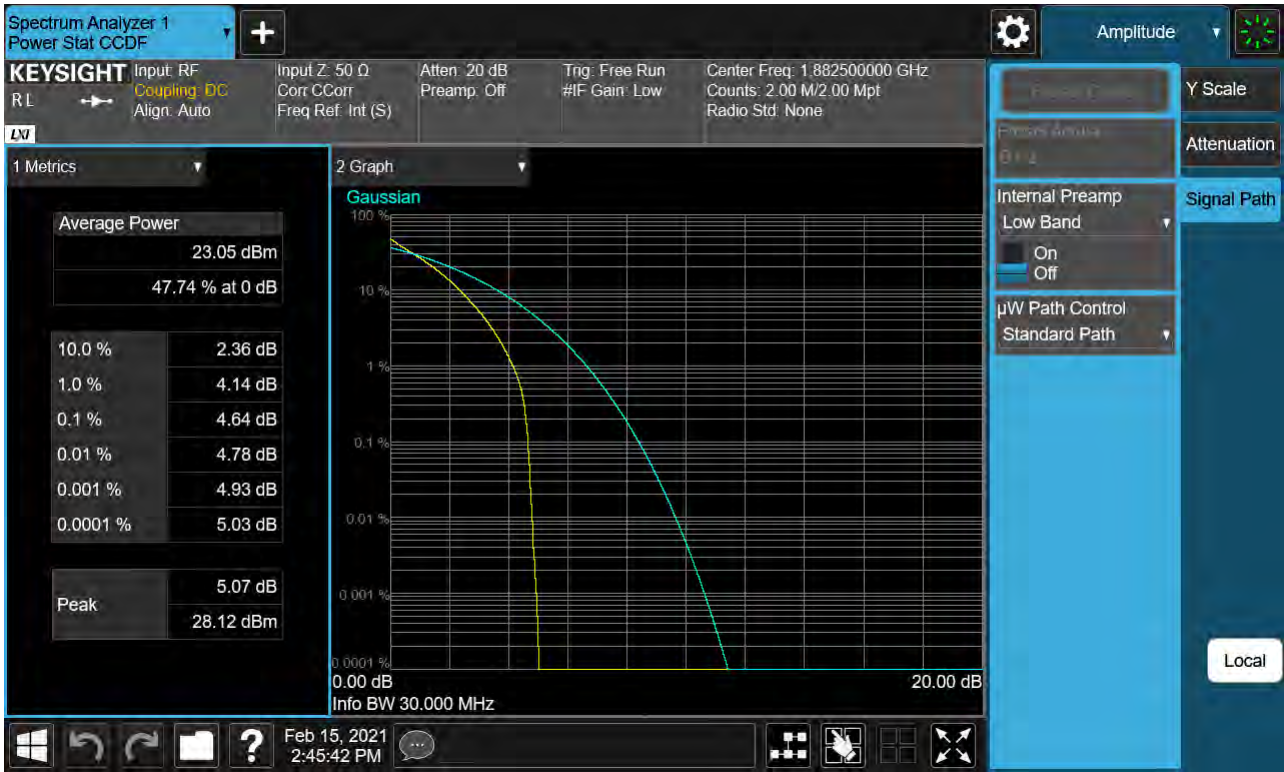 Spectrum Analyzer 1
Power Stat CCDF
Amplitude
KEYSIGHT
RL
LXI
Input: RF
Coupling: DC
Align: Auto
Input Z: 50 Ω
Corr CCorr
Freq Ref: Int (S)
Atten: 20 dB
Preamp: Off
Trig: Free Run
#IF Gain: Low
Center Freq: 1.882500000 GHz
Counts: 2.00 M/2.00 Mpt
Radio Std: None
1 Metrics
Average Power
23.05 dBm
47.74 % at 0 dB
10.0 % 2.36 dB
1.0 % 4.14 dB
0.1 % 4.64 dB
0.01 % 4.78 dB
0.001 % 4.93 dB
0.0001 % 5.03 dB
Peak
5.07 dB
28.12 dBm
2 Graph
Gaussian
100 %
10 %
1 %
0.1 %
0.01 %
0.001 %
0.0001 %
0.00 dB 20.00 dB
Info BW 30.000 MHz
Internal Preamp
Low Band
On
Off
µW Path Control
Standard Path
Y Scale
Attenuation
Signal Path
Local
?
Feb 15, 2021
2:45:42 PM